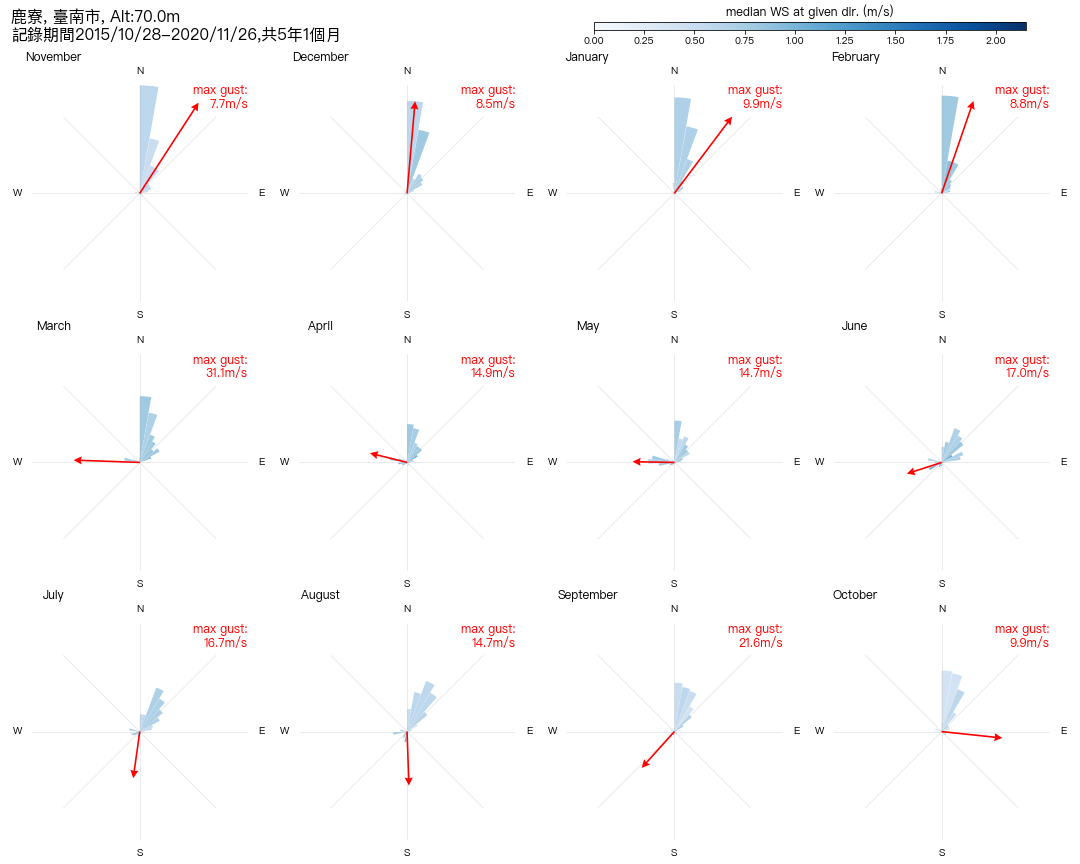 鹿寮, 臺南市, Alt:70.0m
記錄期間2015/10/28–2020/11/26,共5年1個月
median WS at given dir. (m/s)
0.00 0.25 0.50 0.75 1.00 1.25 1.50 1.75 2.00
November
N
max gust:
7.7m/s
W E
S
December
N
max gust:
8.5m/s
W E
January
N
max gust:
9.9m/s
W E
February
N
max gust:
8.8m/s
W E
March
N
max gust:
31.1m/s
W E
S
April
N
max gust:
14.9m/s
W E
S
May
N
max gust:
14.7m/s
W E
S
June
N
max gust:
17.0m/s
W E
S
July
N
max gust:
16.7m/s
W E
S
August
N
max gust:
14.7m/s
W E
S
September
N
max gust:
21.6m/s
W E
S
October
N
max gust:
9.9m/s
W E
S